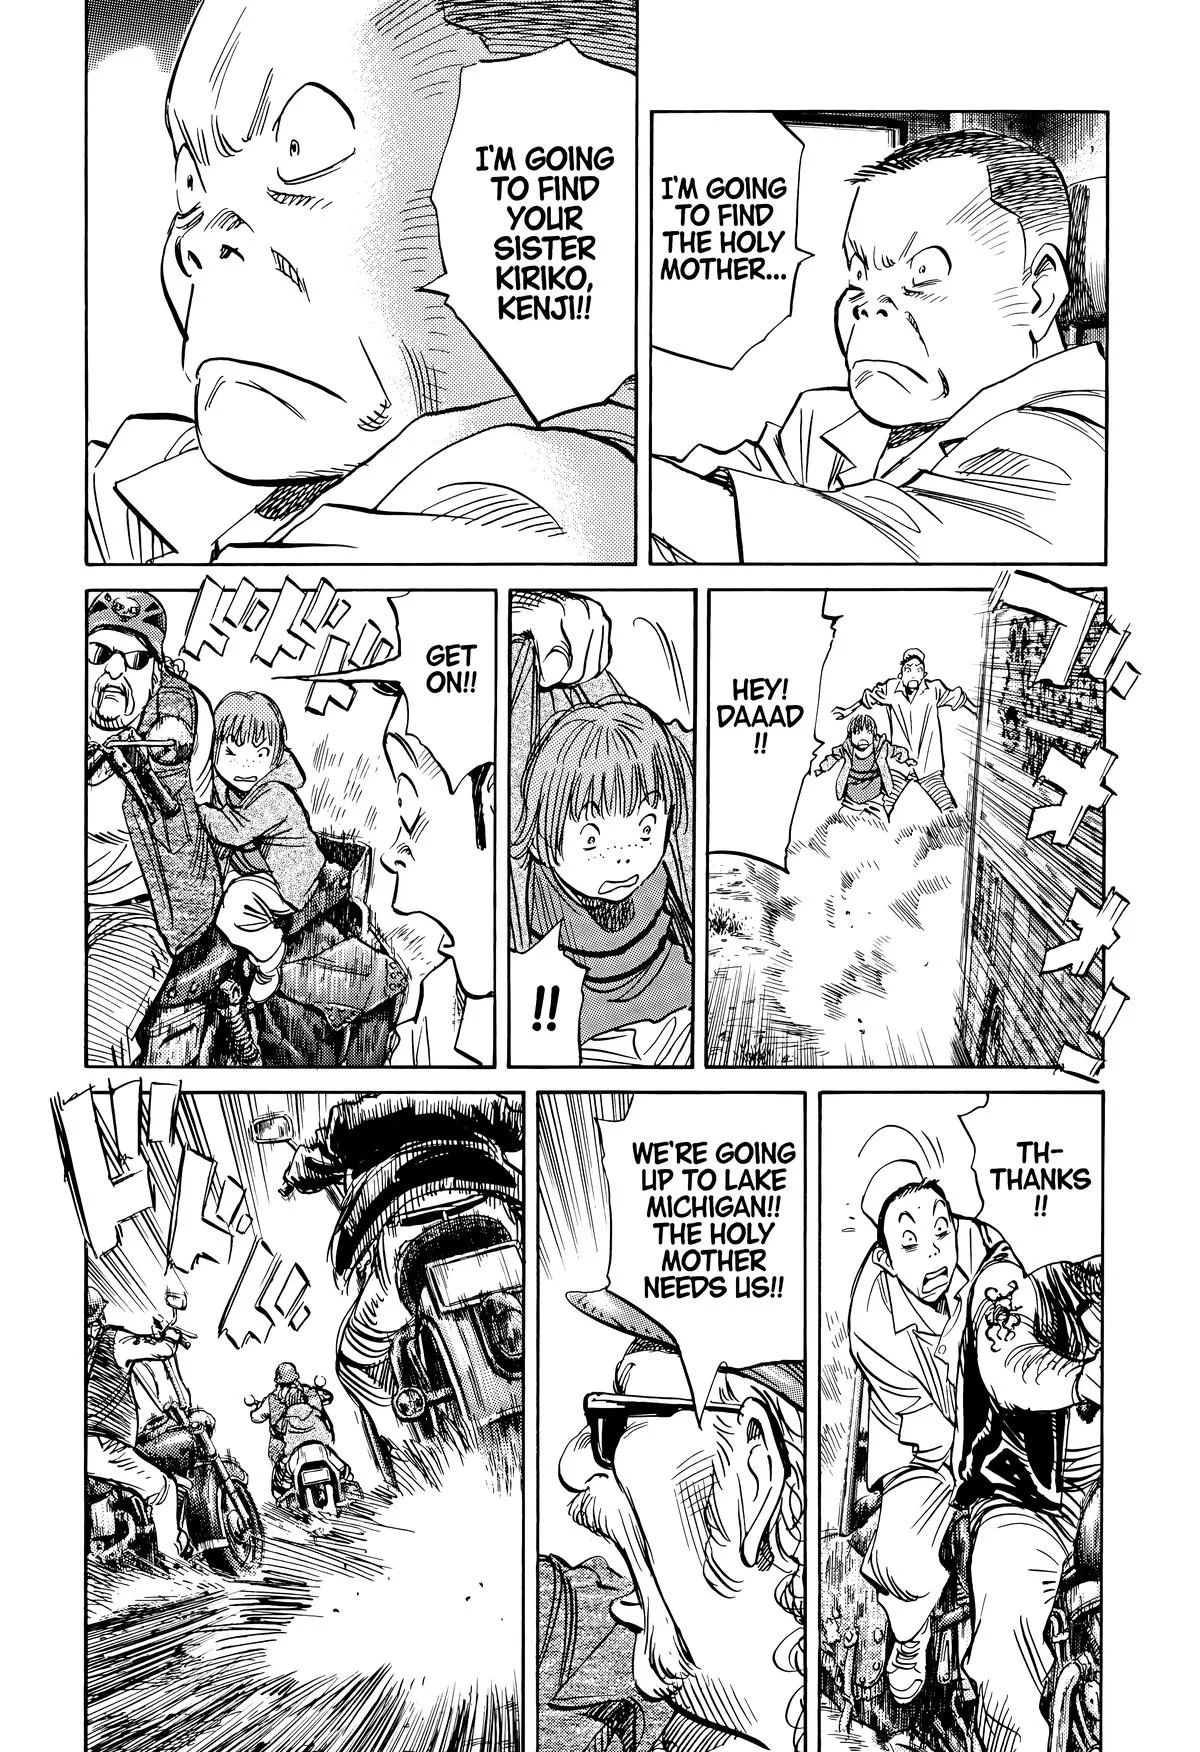 I'M GOING
TO FIND
THE HOLY
MOTHER...
I'M GOING
TO FIND
YOUR
SISTER
KIRIKO,
KENJI!!
HEY!
DAAAD
!!
!!
GET
ON!!
TH-
THANKS
!!
WE'RE GOING
UP TO LAKE
MICHIGAN!!
THE HOLY
MOTHER
NEEDS US!!